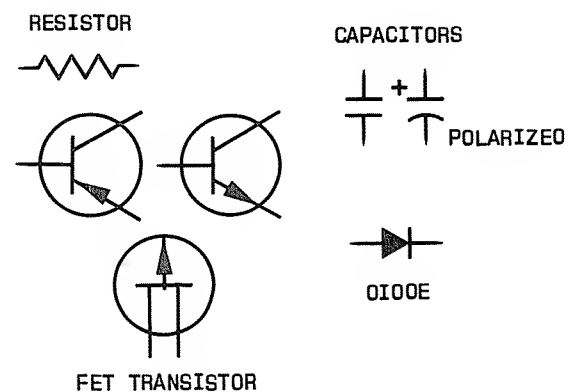 RESISTOR
CAPACITORS
+
POLARIZEO
OIOOE
FET TRANSISTOR